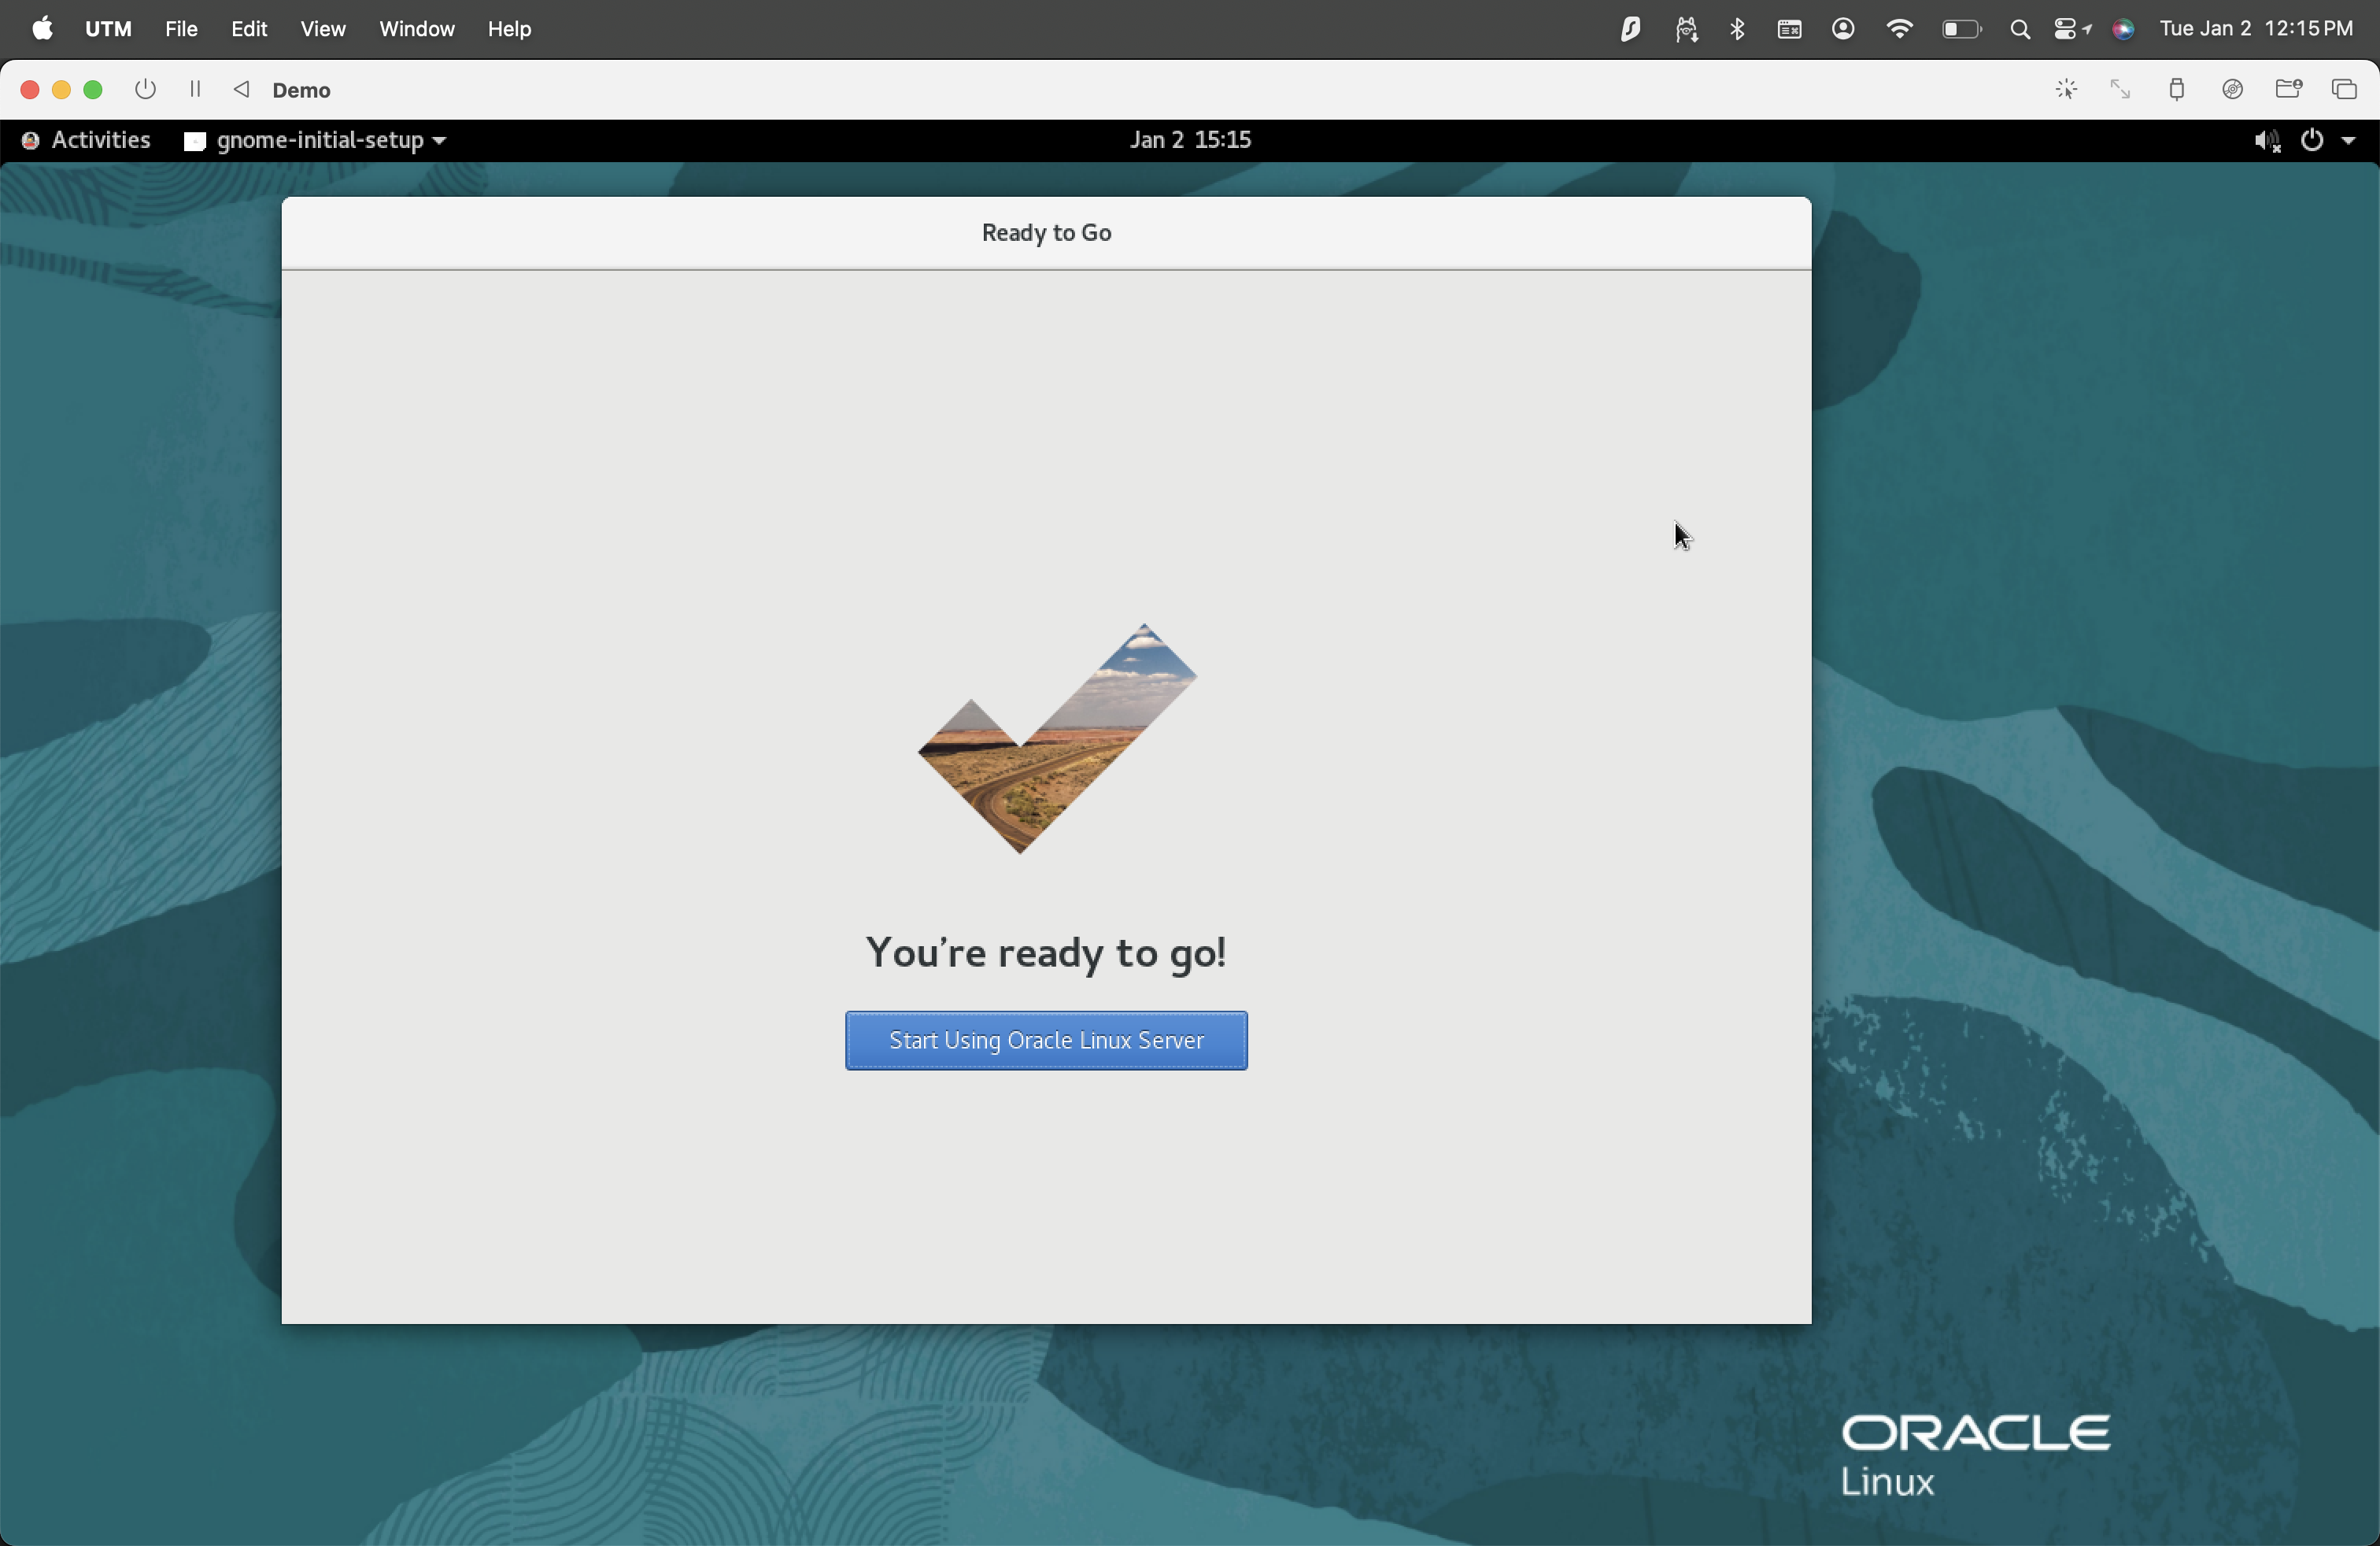 UTM File Edit View Window Help Tue Jan 2 12:15 PM
Demo
Activities gnome-initial-setup Jan 2 15:15
Ready to Go
You’re ready to go!
Start Using Oracle Linux Server
ORACLE
Linux